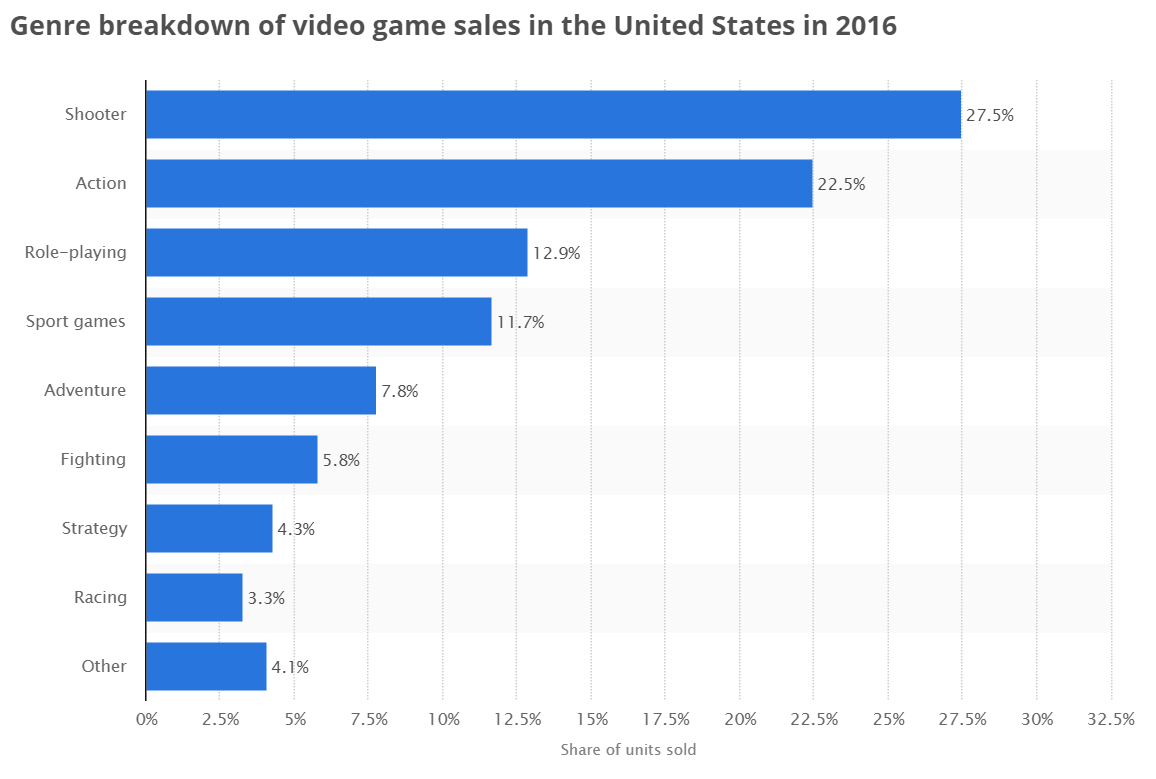 Genre breakdown of video game sales in the United States in 2016
Shooter 27.5%
Action 22.5%
Role-playing 12.9%
Sport games 11.7%
Adventure 7.8%
Fighting 5.8%
Strategy 4.3%
Racing 3.3%
Other 4.1%
0% 2.5% 5% 7.5% 10% 12.5% 15% 17.5% 20% 22.5% 25% 27.5% 30% 32.5%
Share of units sold